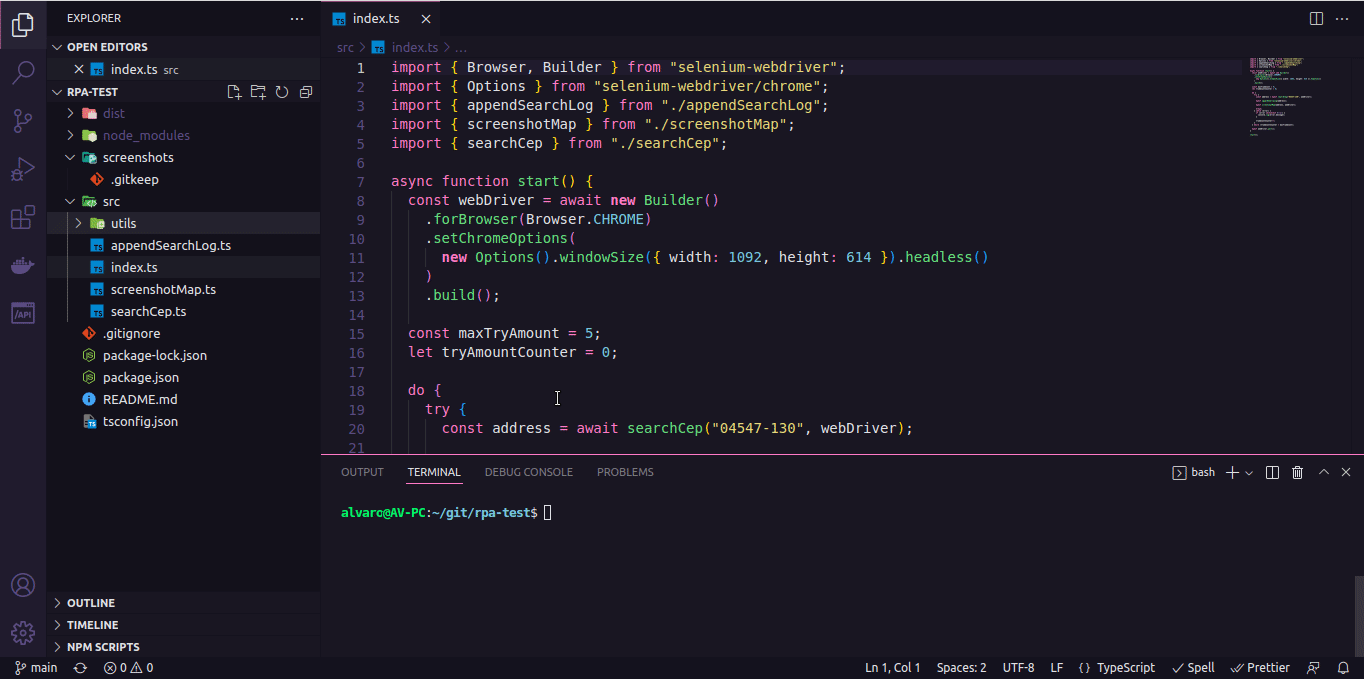 EXPLORER
OPEN EDITORS
index.ts src
RPA-TEST
dist
node_modules
screenshots
.gitkeep
src
utils
appendSearchLog.ts
index.ts
screenshotMap.ts
searchCep.ts
.gitignore
package-lock.json
package.json
README.md
tsconfig.json
OUTLINE
TIMELINE
NPM SCRIPTS
index.ts
src > index.ts > ...
1 import { Browser, Builder } from "selenium-webdriver";
2 import { Options } from "selenium-webdriver/chrome";
3 import { appendSearchLog } from "./appendSearchLog";
4 import { screenshotMap } from "./screenshotMap";
5 import { searchCep } from "./searchCep";
6
7 async function start() {
8 const webDriver = await new Builder()
9 .forBrowser(Browser.CHROME)
10 .setChromeOptions(
11 new Options().windowSize({ width: 1092, height: 614 }).headless()
12 )
13 .build();
14
15 const maxTryAmount = 5;
16 let tryAmountCounter = 0;
17
18 do {
19 try {
20 const address = await searchCep("04547-130", webDriver);
21
OUTPUT TERMINAL DEBUG CONSOLE PROBLEMS bash
alvaro@AV-PC:~/git/rpa-test$
main 0 0 Ln 1, Col 1 Spaces: 2 UTF-8 LF {} TypeScript Spell Prettier